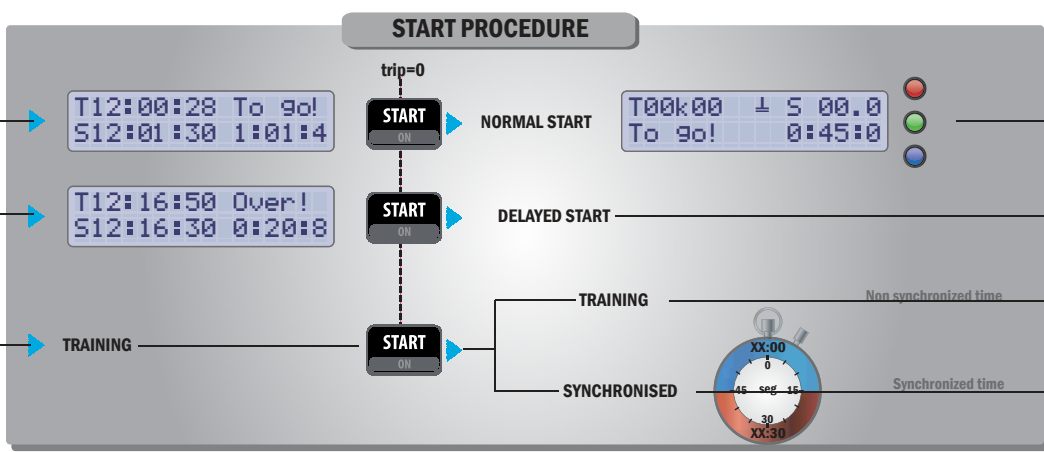 START PROCEDURE
trip=0
T12:00:28 To go!
S12:01:30 1:01:4
START
ON
NORMAL START
T00k00 ┴ S 00.0
To go! 0:45:0
T12:16:50 Over!
S12:16:30 0:20:8
START
ON
DELAYED START
TRAINING
START
ON
TRAINING
Non synchronized time
SYNCHRONISED
XX:00
0
45 seg 15
30
XX:30
Synchronized time